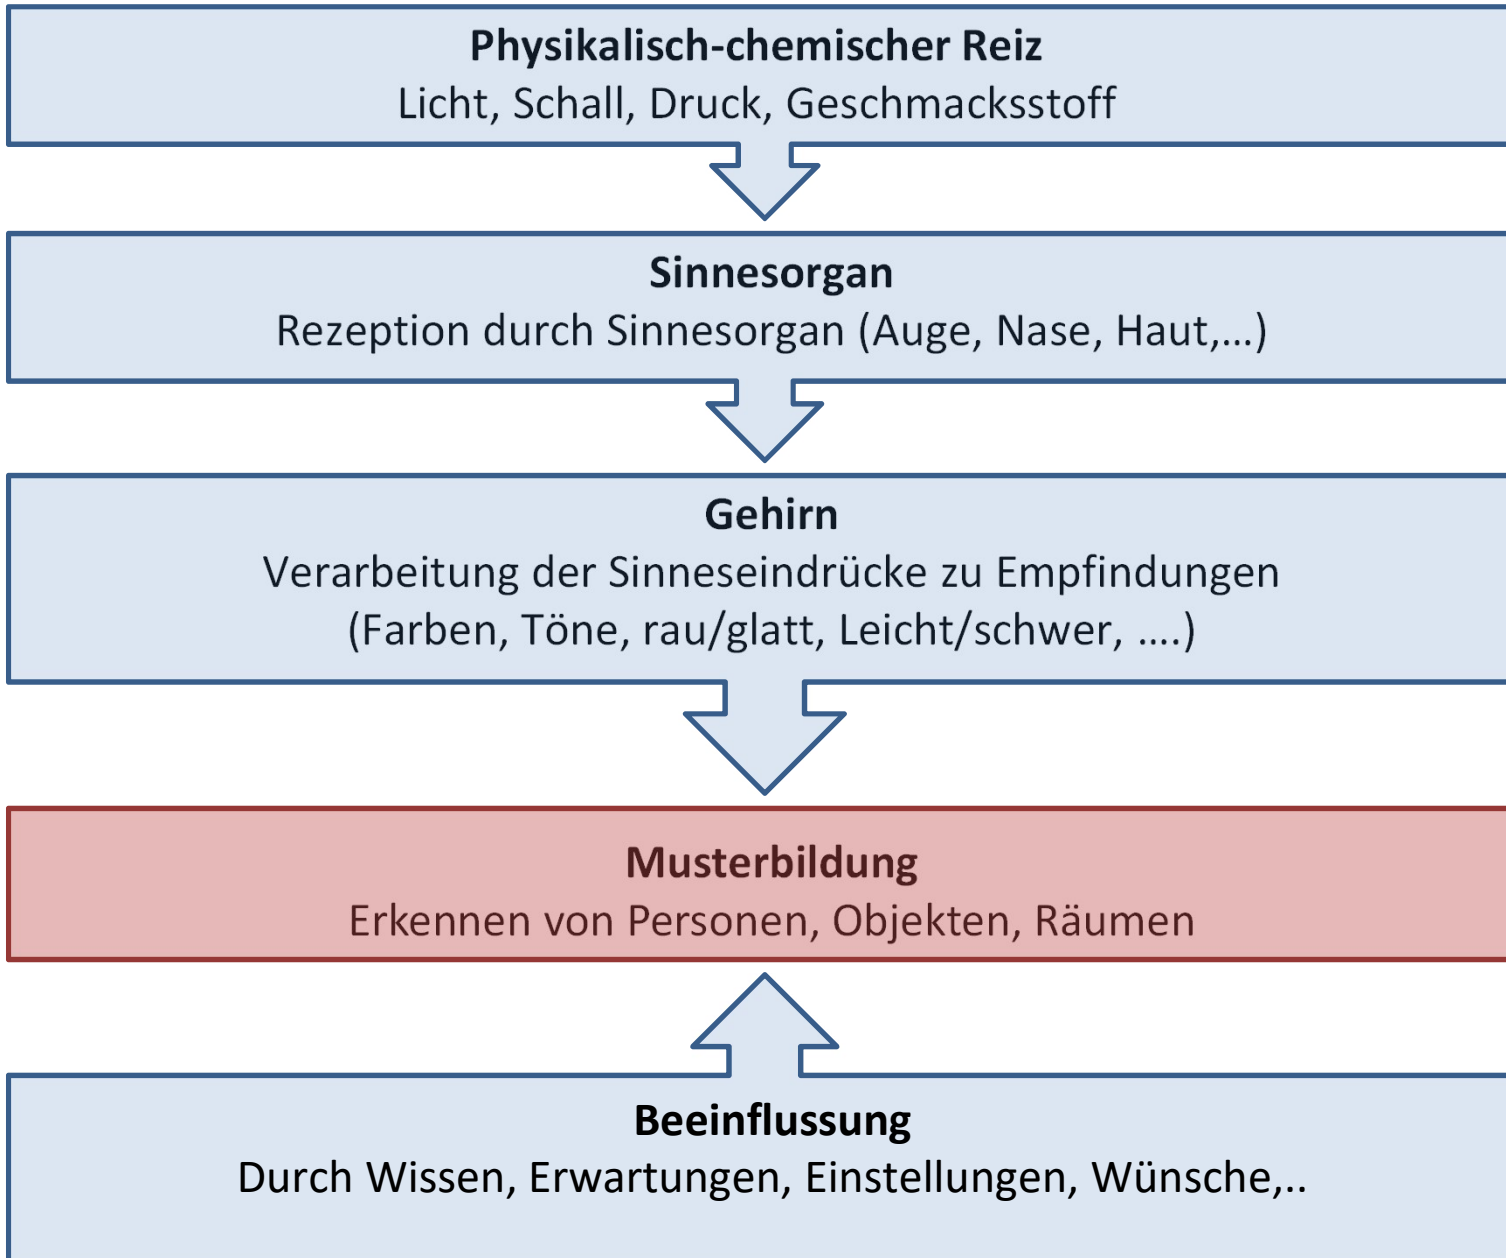 Physikalisch-chemischer Reiz
Licht, Schall, Druck, Geschmacksstoff
Sinnesorgan
Rezeption durch Sinnesorgan (Auge, Nase, Haut,...)
Gehirn
Verarbeitung der Sinneseindrücke zu Empfindungen
(Farben, Töne, rau/glatt, Leicht/schwer, ....)
Musterbildung
Erkennen von Personen, Objekten, Räumen
Beeinflussung
Durch Wissen, Erwartungen, Einstellungen, Wünsche,..